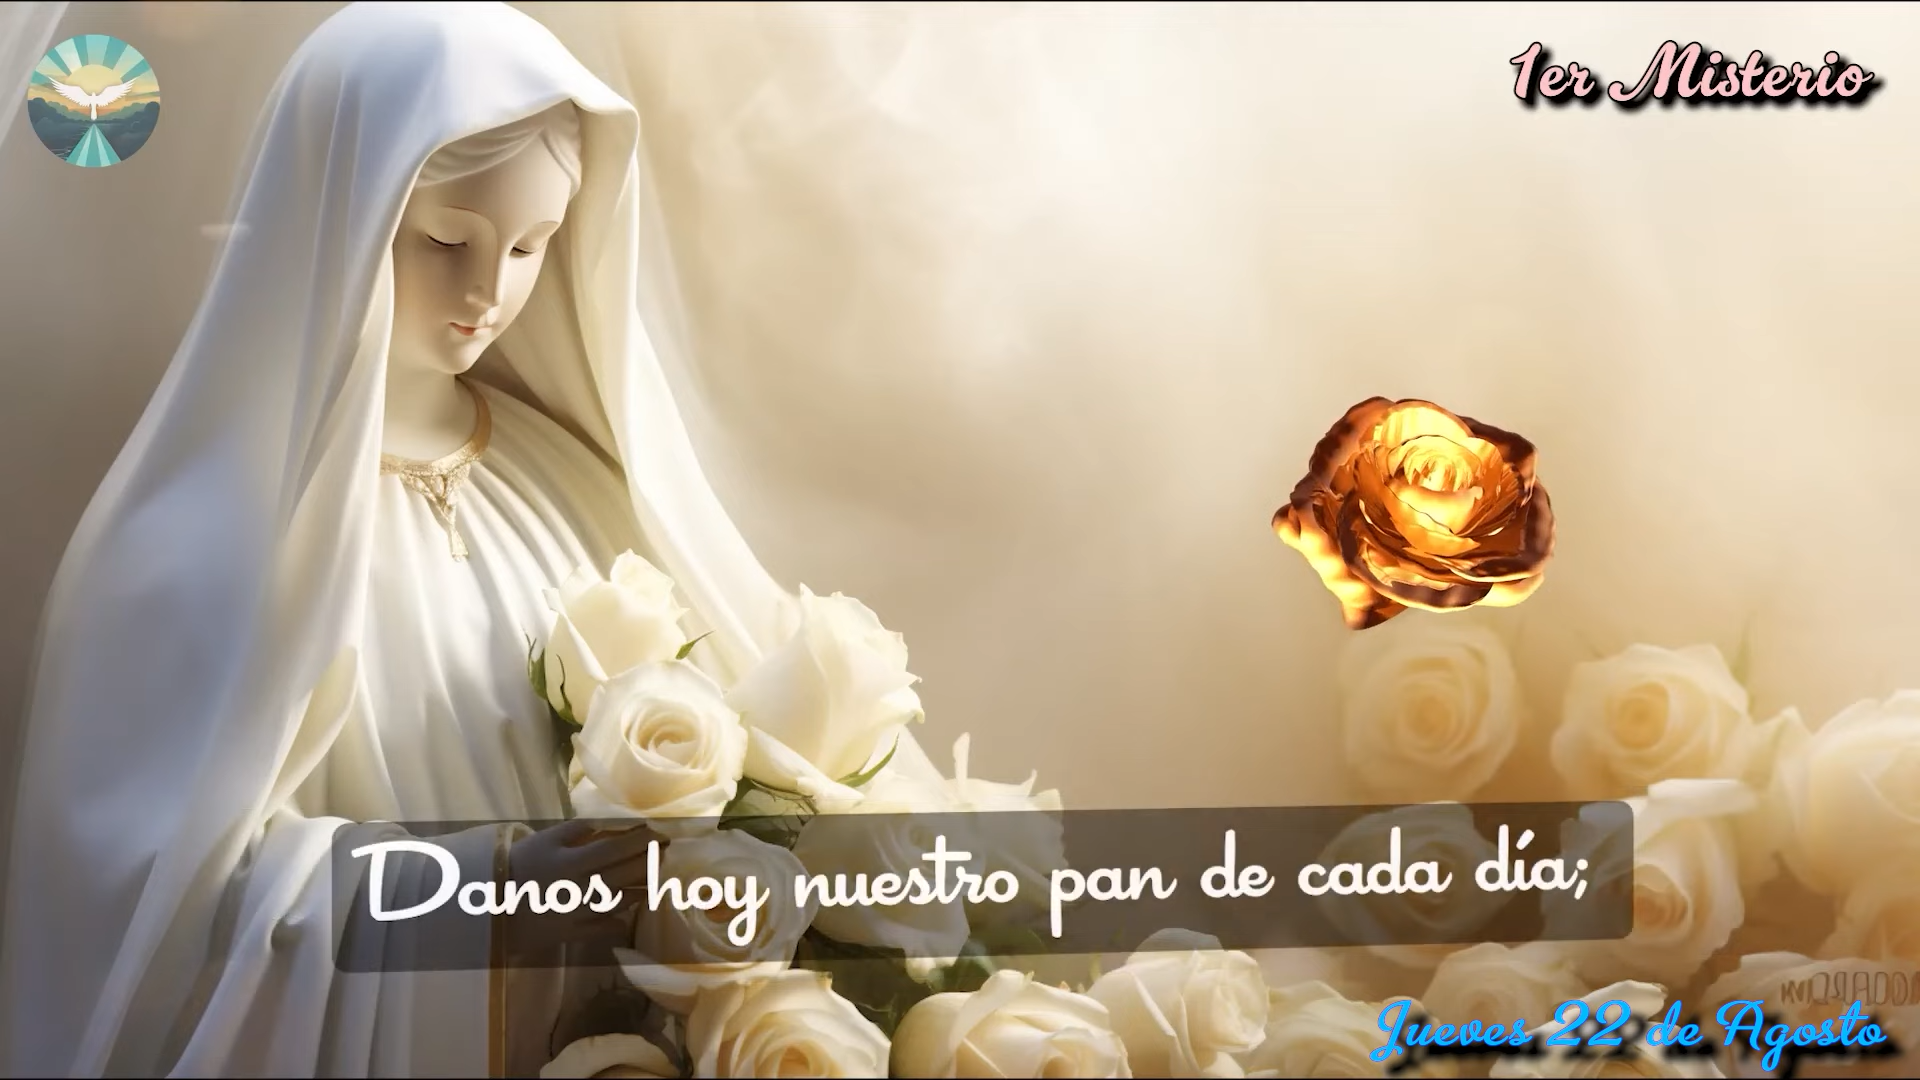 1er Misterio
Danos hoy nuestro pan de cada día;
Jueves 22 de Agosto